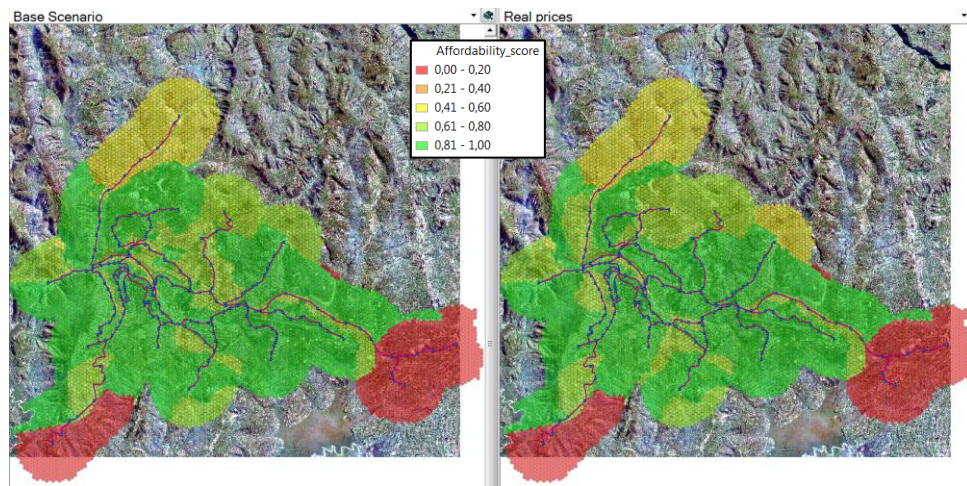 Base Scenario
Real prices
Affordability_score
0,00 - 0,20
0,21 - 0,40
0,41 - 0,60
0,61 - 0,80
0,81 - 1,00